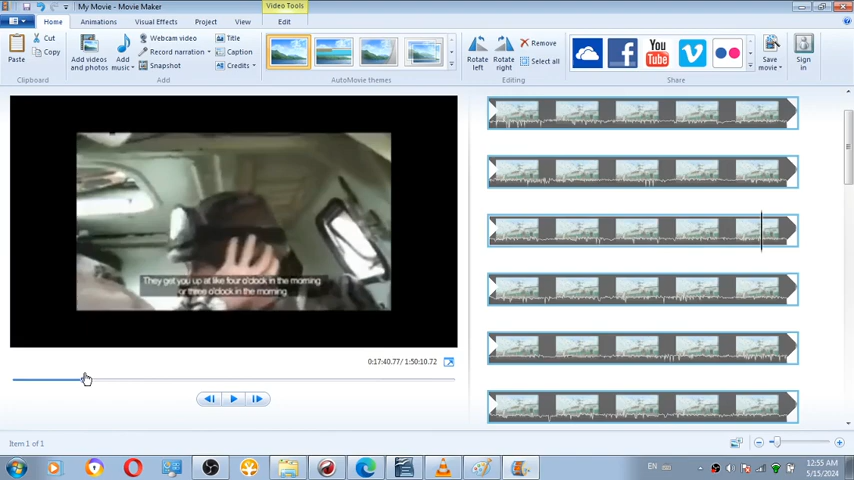 My Movie - Movie Maker
Video Tools
Home
Animations
Visual Effects
Project
View
Edit
Paste
Cut
Copy
Clipboard
Add videos
and photos
Add
music
Webcam video
Record narration
Snapshot
Title
Caption
Credits
Add
AutoMovie themes
Rotate
left
Rotate
right
Remove
Select all
Editing
You
Tube
Share
Save
movie
Sign
in
They get you up at like four o'clock in the morning
or three o'clock in the morning
0:17:40.77/ 1:50:10.72
Item 1 of 1
EN
12:55 AM
5/15/2024